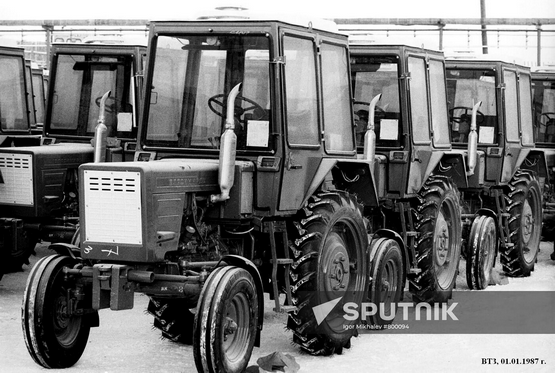 SPUTNIK
Igor Mikhalev #800094
ВТЗ, 01.01.1987 г.